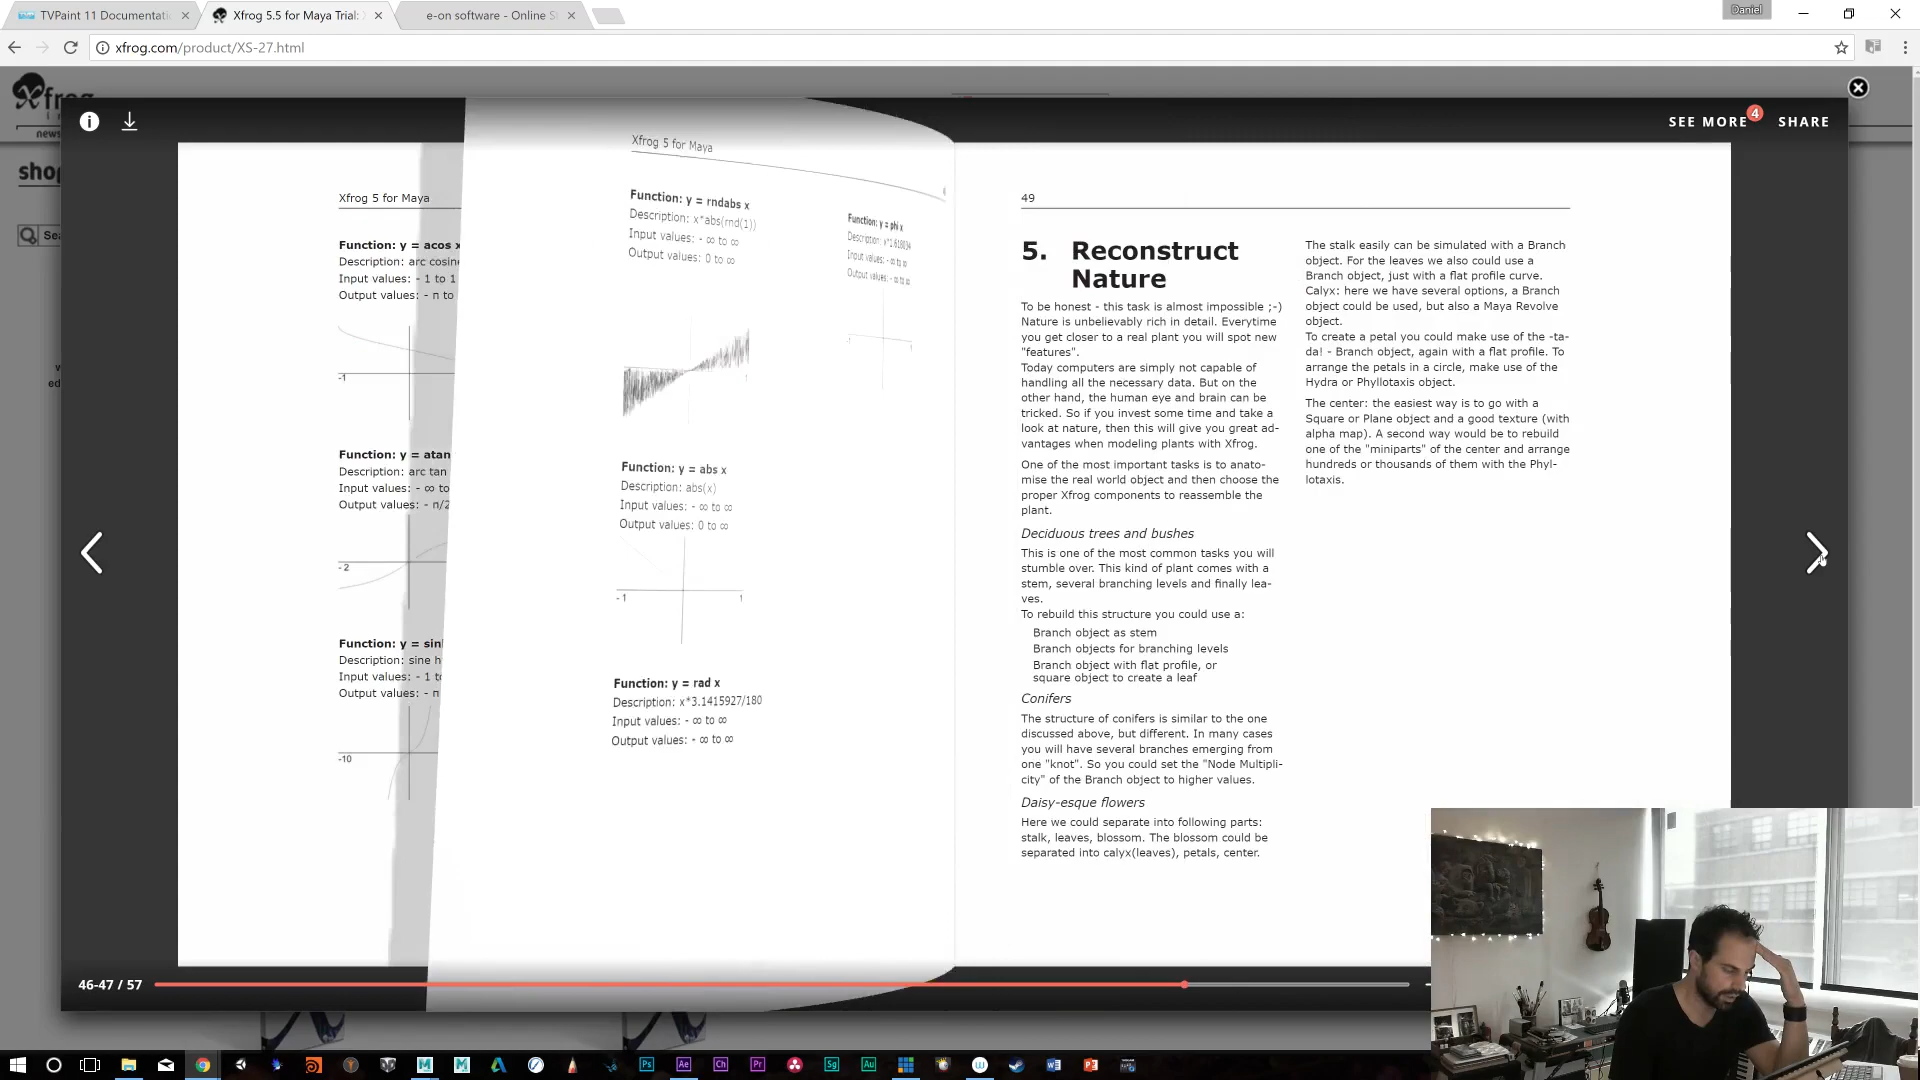 TVPaint 11 Documentati
Xfrog 5.5 for Maya Trial:
e-on software - Online S
Daniel
xfrog.com/product/XS-27.html
xfrog
news
shop
Sea
SEE MORE
4
SHARE
Xfrog 5 for Maya
Function: y = acos x
Description: arc cosine
Input values: - 1 to 1
Output values: - π to
-1
Function: y = atan
Description: arc tan
Input values: - ∞ to
Output values: - π/2
- 2
Function: y = sin
Description: sine h
Input values: - 1 to
Output values: - π
-10
Xfrog 5 for Maya
Function: y = rndabs x
Description: x*abs(rnd(1))
Input values: - ∞ to ∞
Output values: 0 to ∞
Function: y = abs x
Description: abs(x)
Input values: - ∞ to ∞
Output values: 0 to ∞
- 1
1
Function: y = rad x
Description: x*3.1415927/180
Input values: - ∞ to ∞
Output values: - ∞ to ∞
Function: y = phi x
Description: x*1.618034
Input values: - ∞ to ∞
Output values: - ∞ to ∞
49
5. Reconstruct
Nature
To be honest - this task is almost impossible ;-)
Nature is unbelievably rich in detail. Everytime
you get closer to a real plant you will spot new
"features".
Today computers are simply not capable of
handling all the necessary data. But on the
other hand, the human eye and brain can be
tricked. So if you invest some time and take a
look at nature, then this will give you great ad-
vantages when modeling plants with Xfrog.
One of the most important tasks is to anato-
mise the real world object and then choose the
proper Xfrog components to reassemble the
plant.
Deciduous trees and bushes
This is one of the most common tasks you will
stumble over. This kind of plant comes with a
stem, several branching levels and finally lea-
ves.
To rebuild this structure you could use a:
Branch object as stem
Branch objects for branching levels
Branch object with flat profile, or
square object to create a leaf
Conifers
The structure of conifers is similar to the one
discussed above, but different. In many cases
you will have several branches emerging from
one "knot". So you could set the "Node Multipli-
city" of the Branch object to higher values.
Daisy-esque flowers
Here we could separate into following parts:
stalk, leaves, blossom. The blossom could be
separated into calyx(leaves), petals, center.
The stalk easily can be simulated with a Branch
object. For the leaves we also could use a
Branch object, just with a flat profile curve.
Calyx: here we have several options, a Branch
object could be used, but also a Maya Revolve
object.
To create a petal you could make use of the -ta-
da! - Branch object, again with a flat profile. To
arrange the petals in a circle, make use of the
Hydra or Phyllotaxis object.
The center: the easiest way is to go with a
Square or Plane object and a good texture (with
alpha map). A second way would be to rebuild
one of the "miniparts" of the center and arrange
hundreds or thousands of them with the Phyl-
lotaxis.
46-47 / 57
Ps
Ae
Ch
Pr
Sg
Au